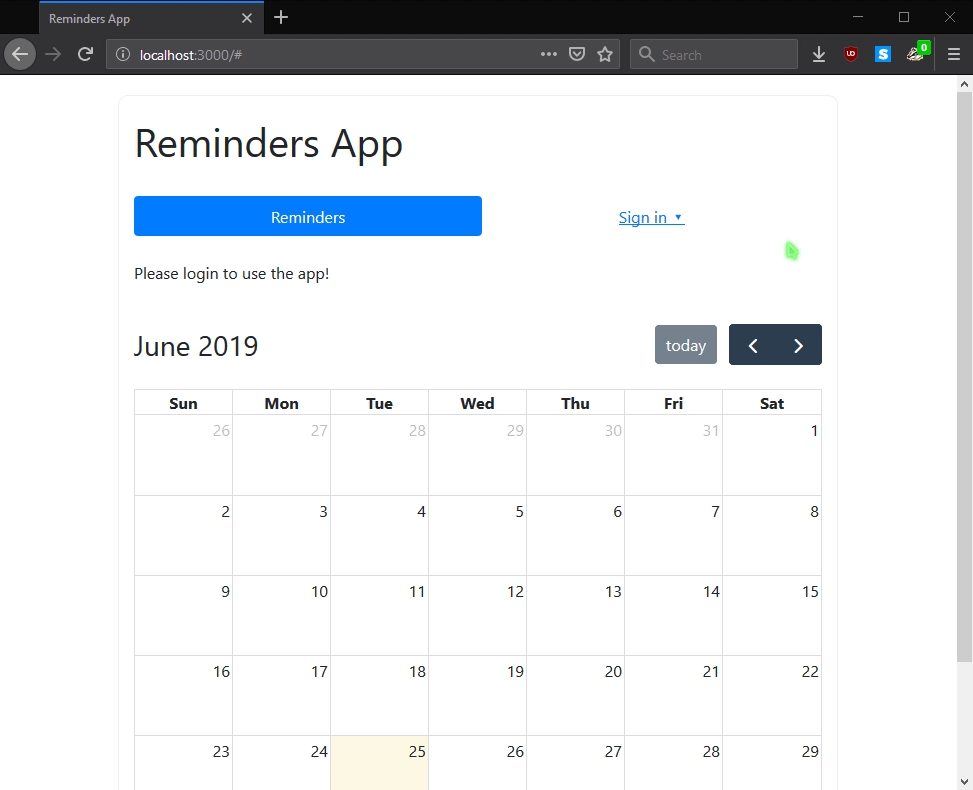 Reminders App
localhost:3000/#
Search
UD
S
0
Reminders App
Reminders
Sign in
Please login to use the app!
June 2019
today
Sun Mon Tue Wed Thu Fri Sat
26 27 28 29 30 31 1
2 3 4 5 6 7 8
9 10 11 12 13 14 15
16 17 18 19 20 21 22
23 24 25 26 27 28 29